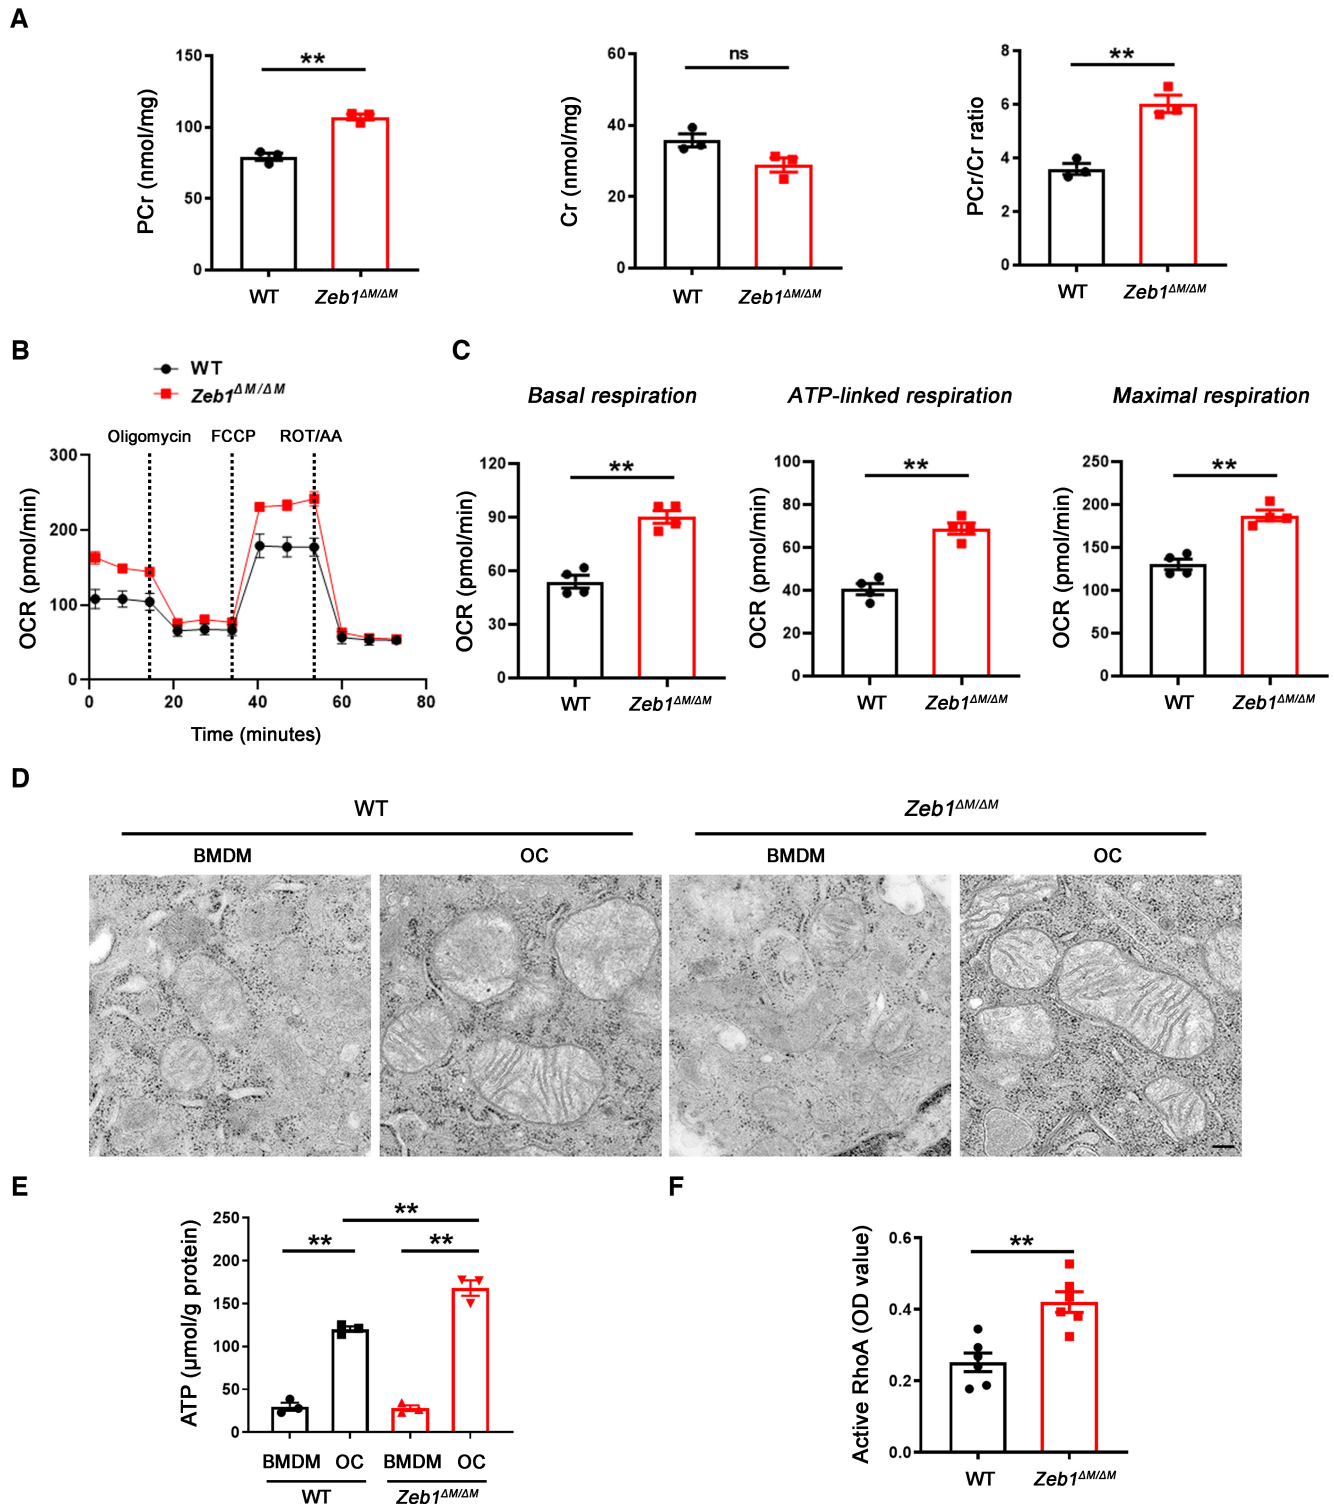 A
PCr (nmol/mg)
150
100
50
0
**
WT
Zeb1ΔM/ΔM
Cr (nmol/mg)
60
40
20
0
ns
WT
Zeb1ΔM/ΔM
PCr/Cr ratio
8
6
4
2
0
**
WT
Zeb1ΔM/ΔM
B
WT
Zeb1ΔM/ΔM
Oligomycin
FCCP
ROT/AA
OCR (pmol/min)
300
200
100
0
0
20
40
60
80
Time (minutes)
C
Basal respiration
OCR (pmol/min)
120
90
60
30
0
**
WT
Zeb1ΔM/ΔM
ATP-linked respiration
OCR (pmol/min)
100
80
60
40
20
0
**
WT
Zeb1ΔM/ΔM
Maximal respiration
OCR (pmol/min)
250
200
150
100
50
0
**
WT
Zeb1ΔM/ΔM
D
WT
Zeb1ΔM/ΔM
BMDM
OC
BMDM
OC
E
ATP (μmol/g protein)
250
200
150
100
50
0
**
**
**
BMDM
OC
BMDM
OC
WT
Zeb1ΔM/ΔM
F
Active RhoA (OD value)
0.6
0.4
0.2
0.0
**
WT
Zeb1ΔM/ΔM